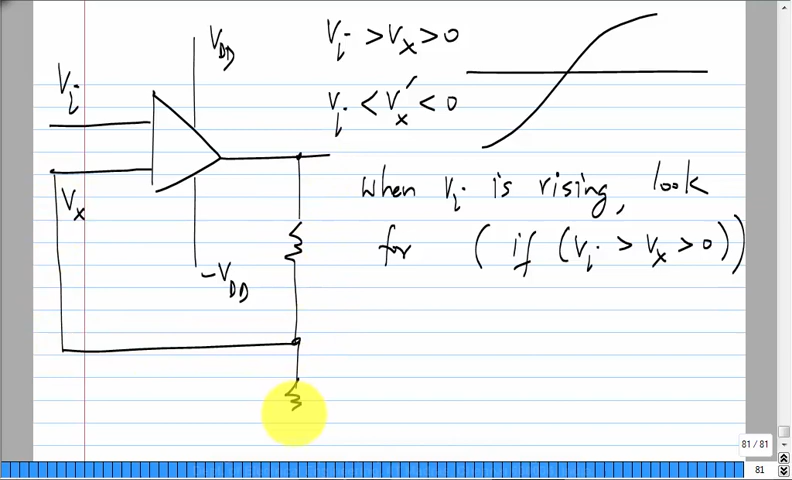 V_DD
V_i
V_i > V_x > 0
V_i < V_x' < 0
V_x
-V_DD
When V_i is rising, look
for ( if (V_i > V_x > 0))
81 / 81
81